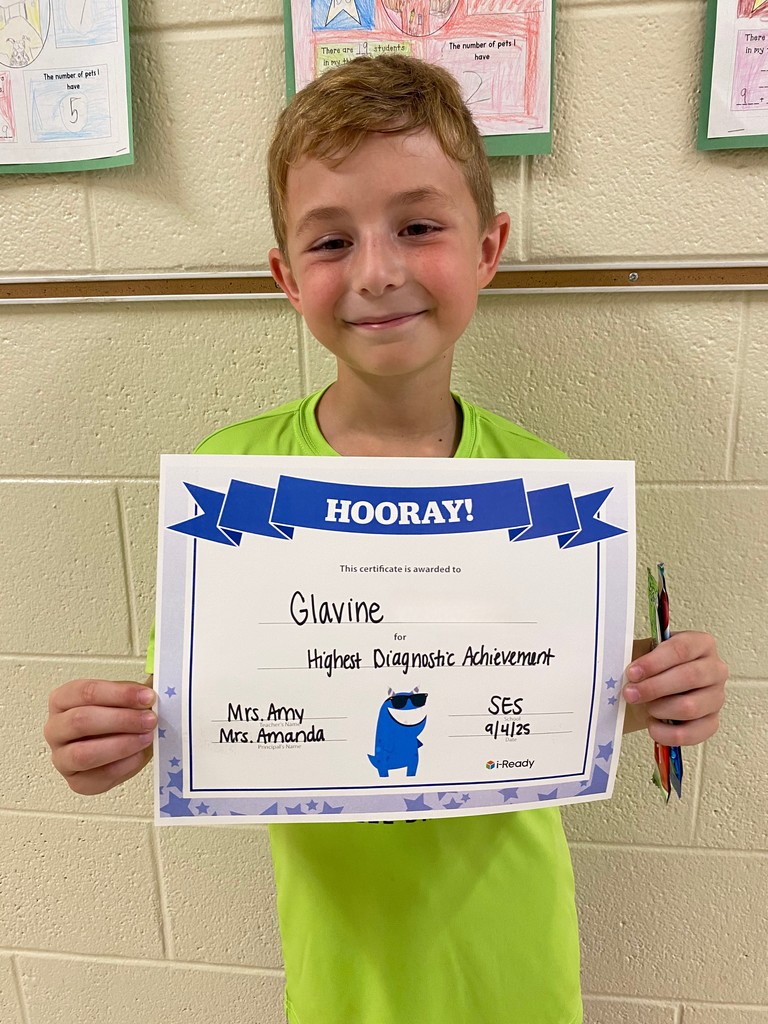 The number of pets I
have
5
There are 19 students
in my
The number of pets I
have
2
There
in my
9
HOORAY!
This certificate is awarded to
Glavine
for
Highest Diagnostic Achievement
Mrs. Amy
Teacher's Name
Mrs. Amanda
Principal's Name
SES
School
9/4/25
Date
i-Ready